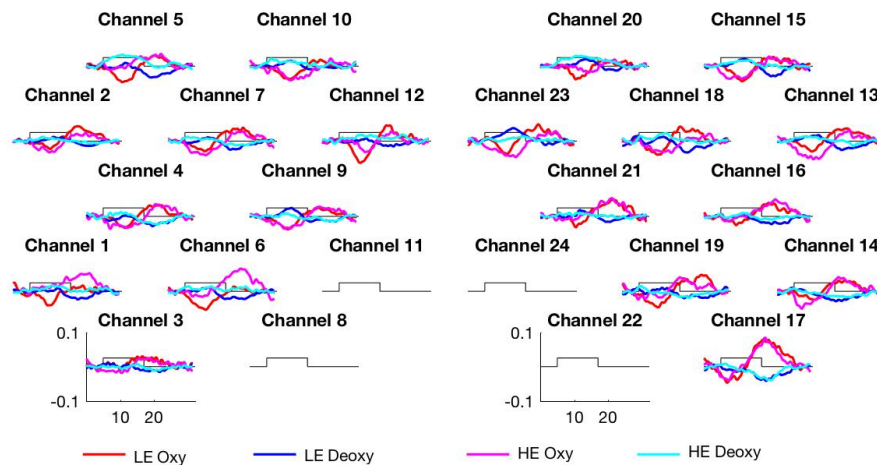 Channel 5 Channel 10 Channel 20 Channel 15
Channel 2 Channel 7 Channel 12 Channel 23 Channel 18 Channel 13
Channel 4 Channel 9 Channel 21 Channel 16
Channel 1 Channel 6 Channel 11 Channel 24 Channel 19 Channel 14
0.1 Channel 3 Channel 8 0.1 Channel 22 Channel 17
-0.1 -0.1
10 20 10 20
LE Oxy LE Deoxy HE Oxy HE Deoxy